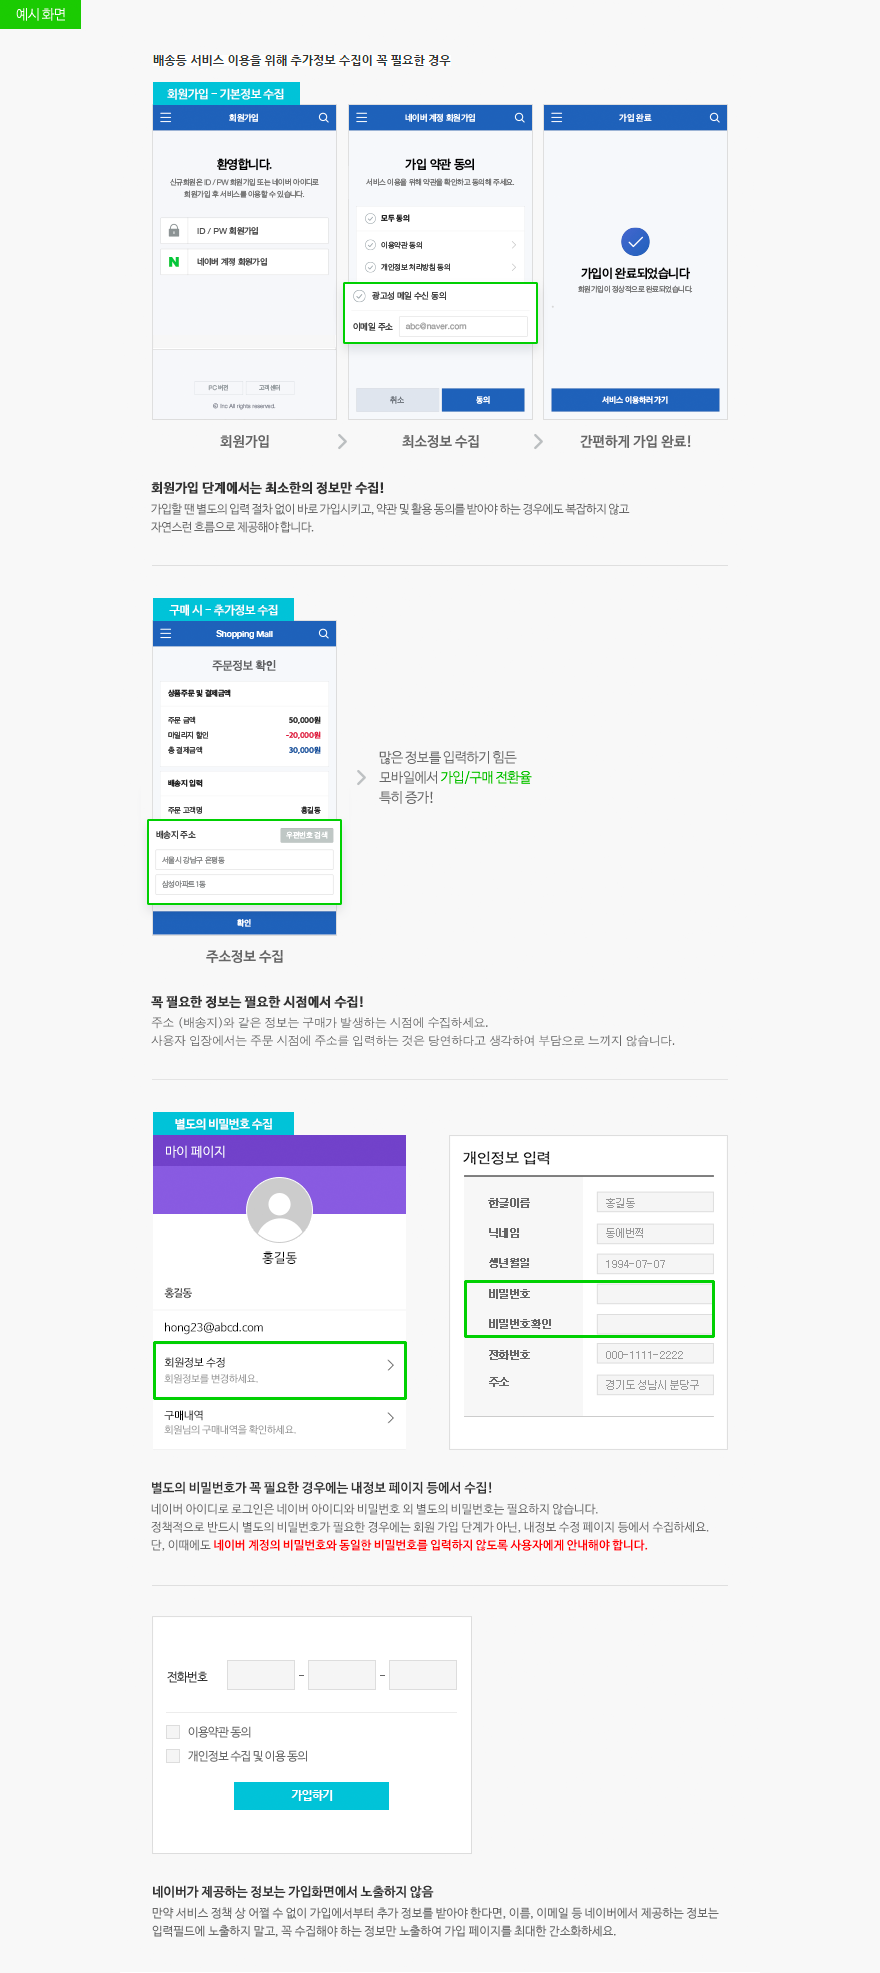 예시 화면
배송등 서비스 이용을 위해 추가정보 수집이 꼭 필요한 경우
회원가입 – 기본정보 수집
회원가입
환영합니다.
신규회원은 ID / PW 회원가입 또는 네이버 아이디로
회원가입 후 서비스를 이용할 수 있습니다.
ID / PW 회원가입
N 네이버 계정 회원가입
PC버전 고객센터
© Inc All rights reserved.
네이버 계정 회원가입
가입 약관 동의
서비스 이용을 위해 약관을 확인하고 동의해 주세요.
모두 동의
이용약관 동의
개인정보 처리방침 동의
광고성 메일 수신 동의
이메일 주소 abc@naver.com
취소 동의
가입 완료
가입이 완료되었습니다
회원가입이 정상적으로 완료되었습니다.
서비스 이용하러 가기
회원가입 > 최소정보 수집 > 간편하게 가입 완료!
회원가입 단계에서는 최소한의 정보만 수집!
가입할 땐 별도의 입력 절차 없이 바로 가입시키고, 약관 및 활용 동의를 받아야 하는 경우에도 복잡하지 않고
자연스런 흐름으로 제공해야 합니다.
구매 시 – 추가정보 수집
Shopping Mall
주문정보 확인
상품주문 및 결제금액
주문 금액 50,000원
마일리지 할인 -20,000원
총 결제금액 30,000원
배송지 입력
주문 고객명 홍길동
배송지 주소 우편번호 검색
서울시 강남구 은평동
삼성아파트 1동
확인
주소정보 수집
많은 정보를 입력하기 힘든
모바일에서 가입/구매 전환율
특히 증가!
꼭 필요한 정보는 필요한 시점에서 수집!
주소 (배송지)와 같은 정보는 구매가 발생하는 시점에 수집하세요.
사용자 입장에서는 주문 시점에 주소를 입력하는 것은 당연하다고 생각하여 부담으로 느끼지 않습니다.
별도의 비밀번호 수집
마이 페이지
홍길동
홍길동
hong23@abcd.com
회원정보 수정
회원정보를 변경하세요.
구매내역
회원님의 구매내역을 확인하세요.
개인정보 입력
한글이름 홍길동
닉네임 동에번쩍
생년월일 1994-07-07
비밀번호
비밀번호확인
전화번호 000-1111-2222
주소 경기도 성남시 분당구
별도의 비밀번호가 꼭 필요한 경우에는 내정보 페이지 등에서 수집!
네이버 아이디로 로그인은 네이버 아이디와 비밀번호 외 별도의 비밀번호는 필요하지 않습니다.
정책적으로 반드시 별도의 비밀번호가 필요한 경우에는 회원 가입 단계가 아닌, 내정보 수정 페이지 등에서 수집하세요.
단, 이때에도 네이버 계정의 비밀번호와 동일한 비밀번호를 입력하지 않도록 사용자에게 안내해야 합니다.
전화번호 – –
이용약관 동의
개인정보 수집 및 이용 동의
가입하기
네이버가 제공하는 정보는 가입화면에서 노출하지 않음
만약 서비스 정책 상 어쩔 수 없이 가입에서부터 추가 정보를 받아야 한다면, 이름, 이메일 등 네이버에서 제공하는 정보는
입력필드에 노출하지 말고, 꼭 수집해야 하는 정보만 노출하여 가입 페이지를 최대한 간소화하세요.